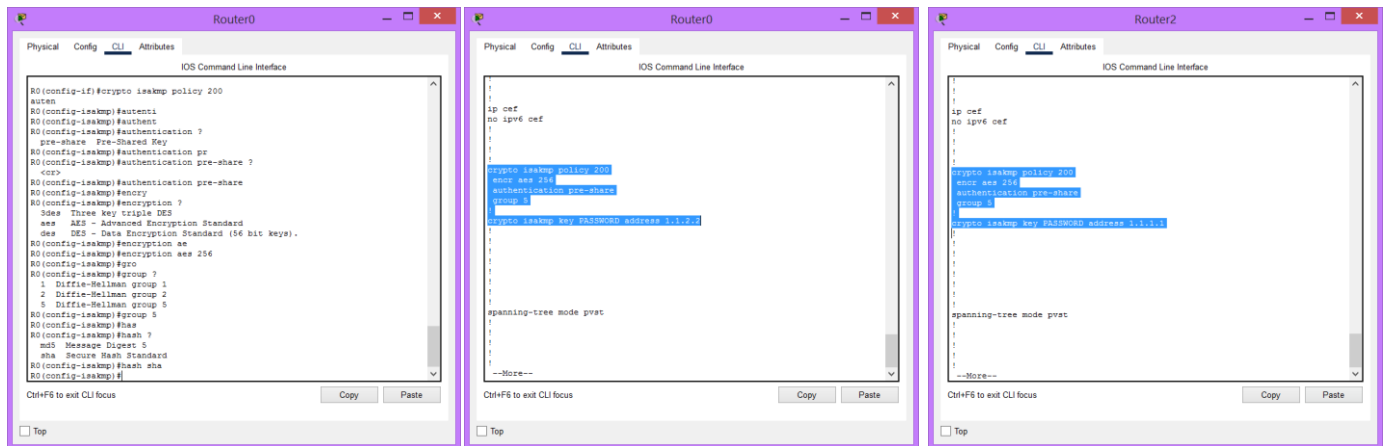 Router0
Physical Config CLI Attributes
IOS Command Line Interface
R0(config-if)#crypto isakmp policy 200
auten
R0(config-isakmp)#autenti
R0(config-isakmp)#authent
R0(config-isakmp)#authentication ?
pre-share Pre-Shared Key
R0(config-isakmp)#authentication pr
R0(config-isakmp)#authentication pre-share ?
<cr>
R0(config-isakmp)#authentication pre-share
R0(config-isakmp)#encry
R0(config-isakmp)#encryption ?
3des Three key triple DES
aes AES - Advanced Encryption Standard
des DES - Data Encryption Standard (56 bit keys).
R0(config-isakmp)#encryption ae
R0(config-isakmp)#encryption aes 256
R0(config-isakmp)#gro
R0(config-isakmp)#group ?
1 Diffie-Hellman group 1
2 Diffie-Hellman group 2
5 Diffie-Hellman group 5
R0(config-isakmp)#group 5
R0(config-isakmp)#has
R0(config-isakmp)#hash ?
md5 Message Digest 5
sha Secure Hash Standard
R0(config-isakmp)#hash sha
R0(config-isakmp)#
Ctrl+F6 to exit CLI focus
Copy Paste
Top
Router0
Physical Config CLI Attributes
IOS Command Line Interface
!
!
!
ip cef
no ipv6 cef
!
!
!
!
crypto isakmp policy 200
encr aes 256
authentication pre-share
group 5
!
crypto isakmp key PASSWORD address 1.1.2.2
!
!
!
!
!
!
!
!
spanning-tree mode pvst
!
!
!
!
!
--More--
Ctrl+F6 to exit CLI focus
Copy Paste
Top
Router2
Physical Config CLI Attributes
IOS Command Line Interface
!
!
!
ip cef
no ipv6 cef
!
!
!
!
crypto isakmp policy 200
encr aes 256
authentication pre-share
group 5
!
crypto isakmp key PASSWORD address 1.1.1.1
!
!
!
!
!
!
!
!
spanning-tree mode pvst
!
!
!
!
!
--More--
Ctrl+F6 to exit CLI focus
Copy Paste
Top